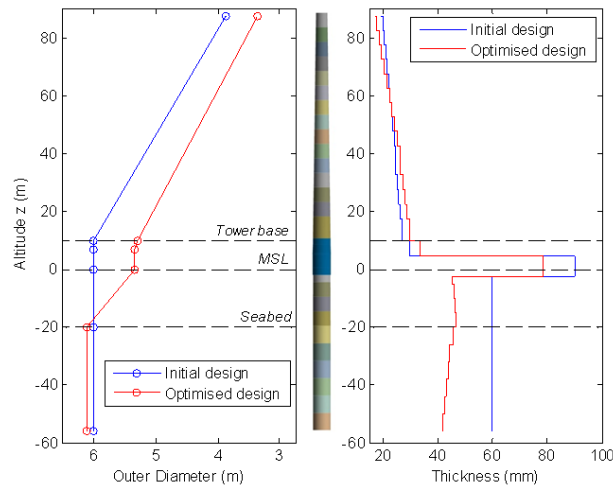 80
60
40
20
0
-20
-40
-60
Altitude z (m)
6
5
4
3
Outer Diameter (m)
Tower base
MSL
Seabed
Initial design
Optimised design
80
60
40
20
0
-20
-40
-60
20
40
60
80
100
Thickness (mm)
Initial design
Optimised design